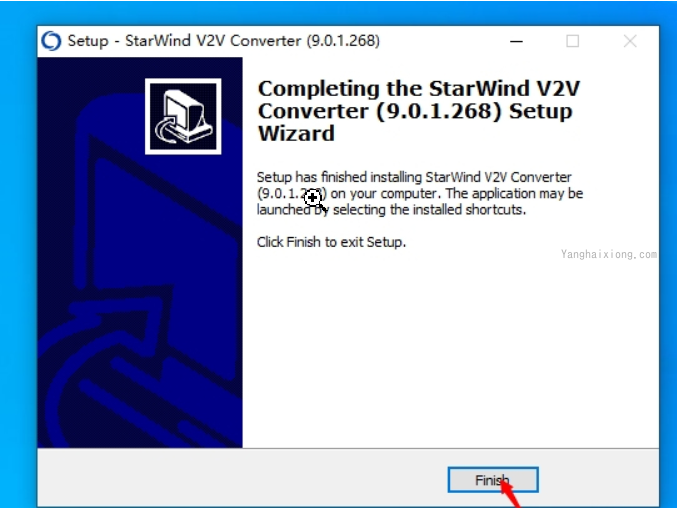 Setup - StarWind V2V Converter (9.0.1.268)
Completing the StarWind V2V
Converter (9.0.1.268) Setup
Wizard
Setup has finished installing StarWind V2V Converter
(9.0.1.268) on your computer. The application may be
launched by selecting the installed shortcuts.
Click Finish to exit Setup.
Yanghaixiong.com
Finish